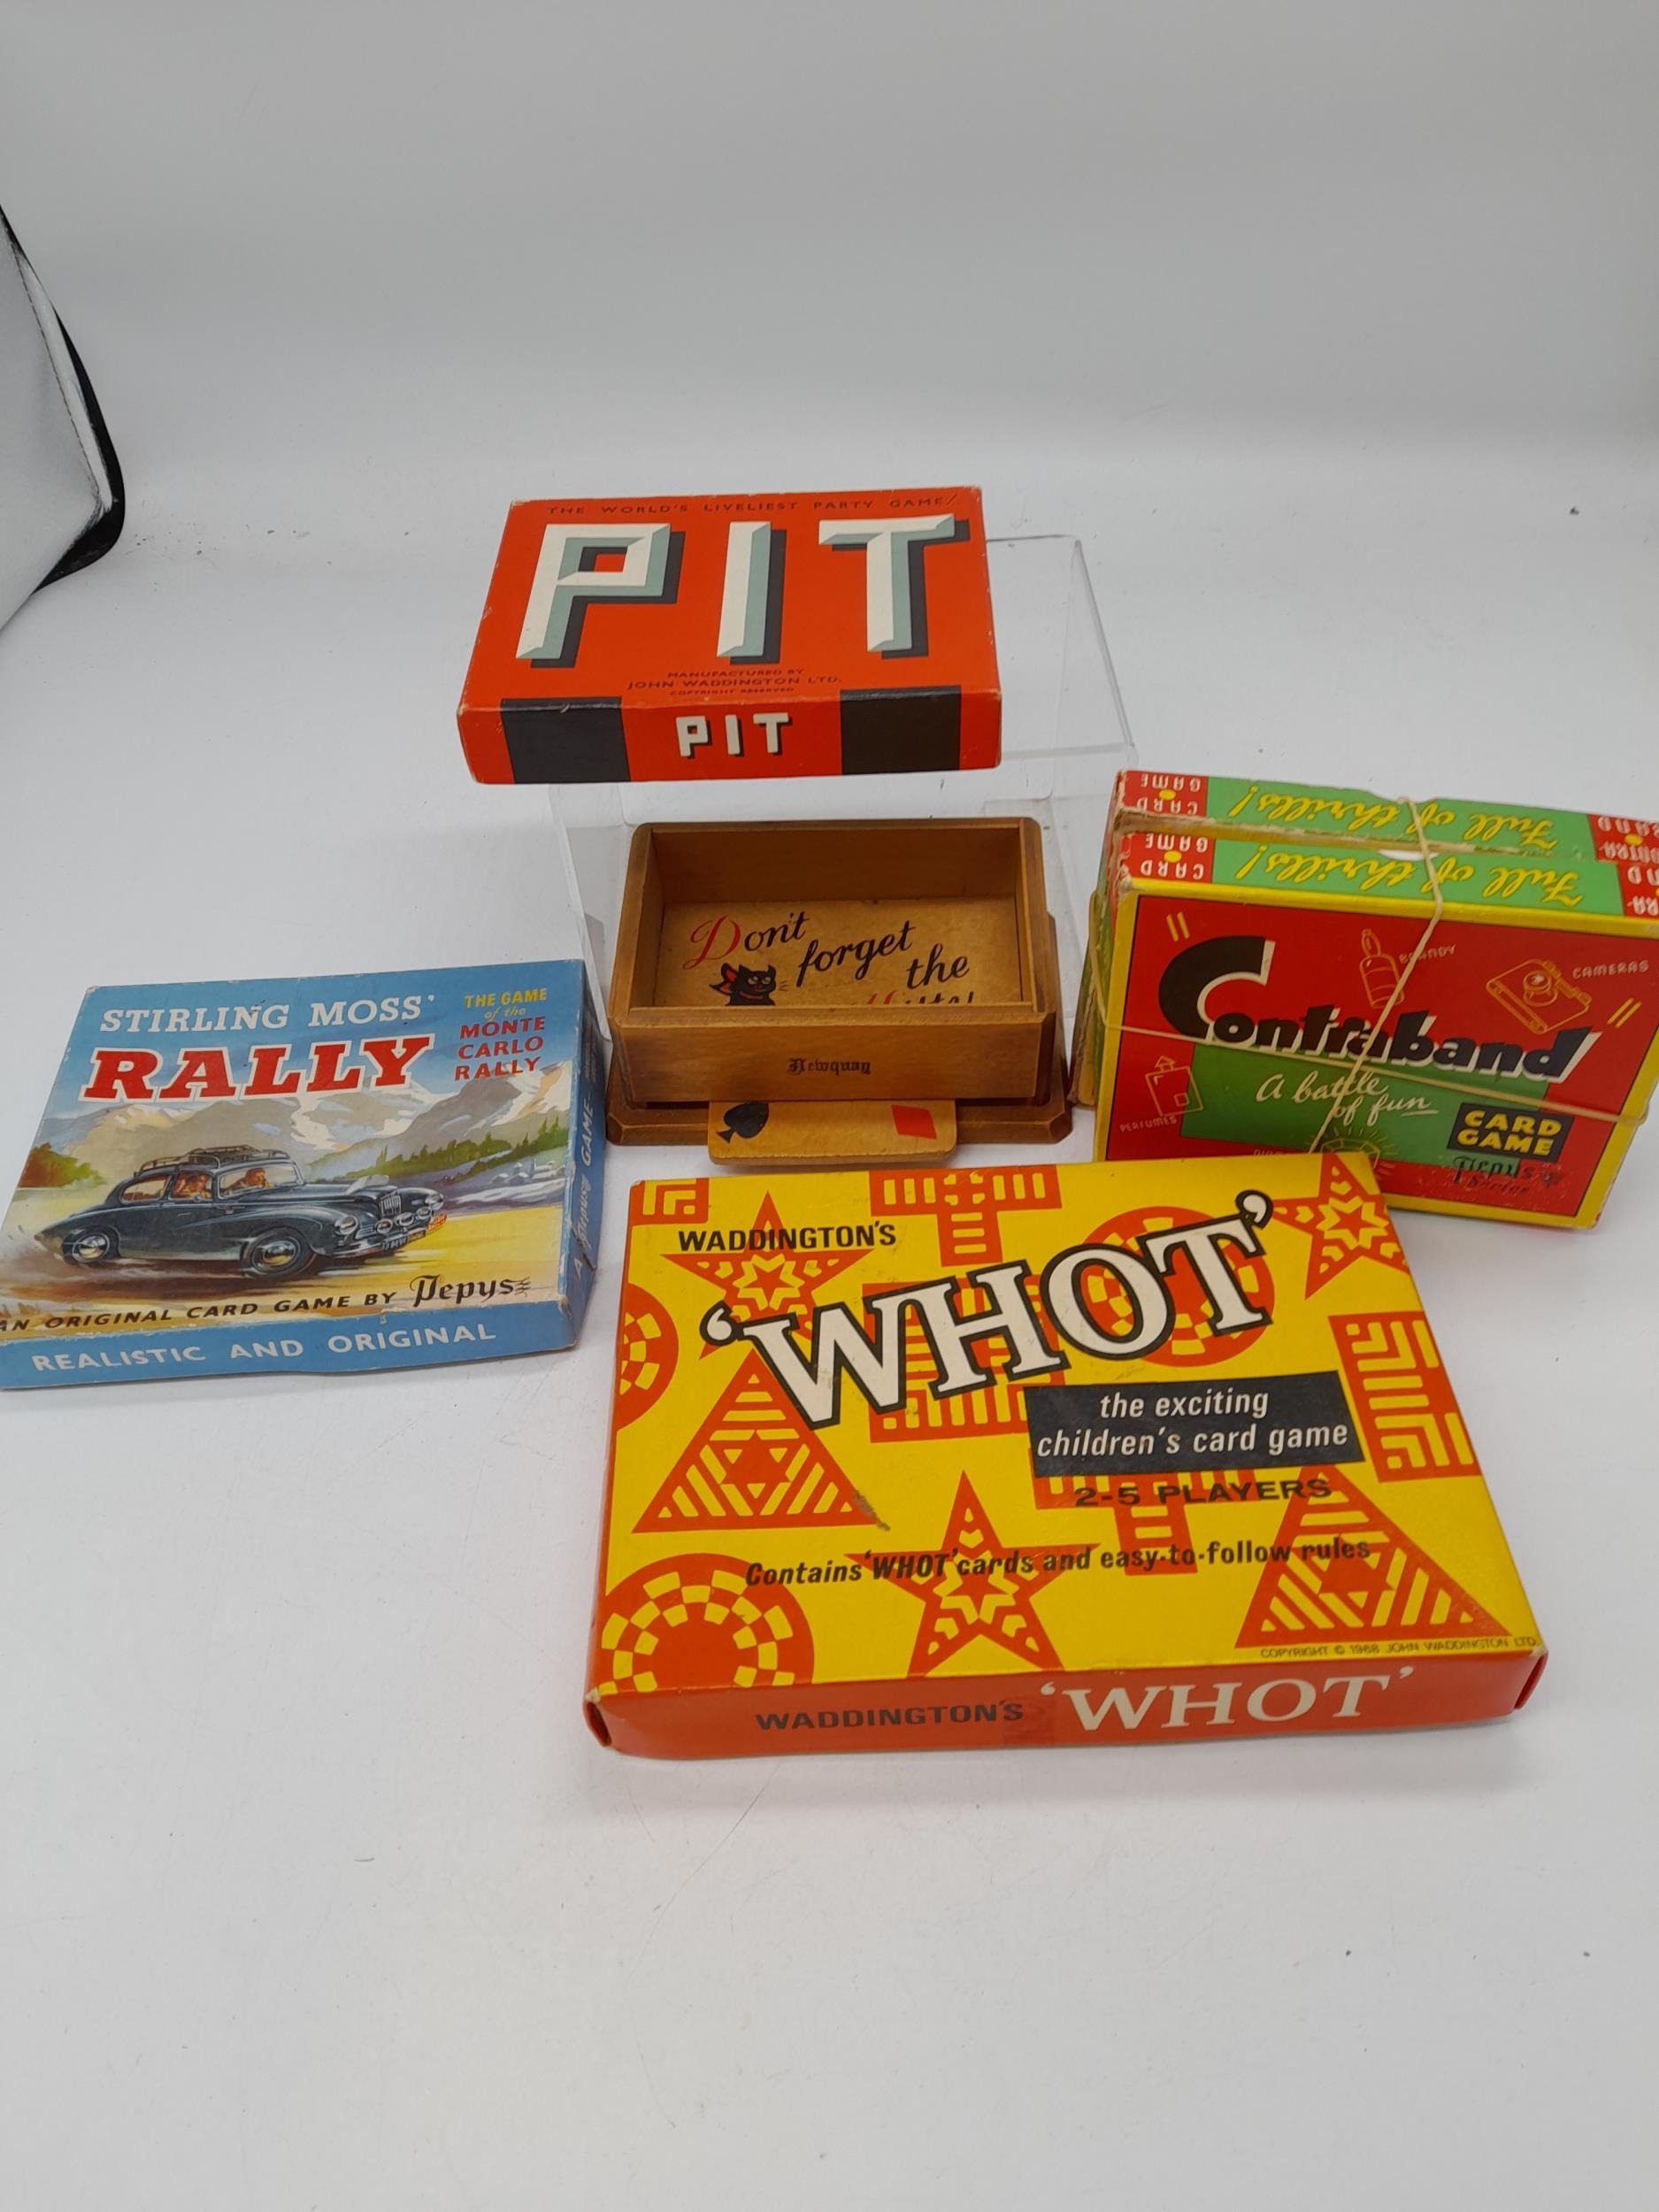 THE WORLD'S LIVELIEST PARTY GAME!
PIT
MANUFACTURED BY
JOHN WADDINGTON LTD.
COPYRIGHT RESERVED
PIT
Don't
forget
the
Newquay
CARD
GAME
Full of thrills!
CARD
GAME
Full of thrills!
Contraband
BRANDY
CAMERAS
PERFUMES
A battle
of fun
CARD
GAME
Pepys
Series
STIRLING MOSS'
RALLY
THE GAME
of the
MONTE
CARLO
RALLY
AN ORIGINAL CARD GAME BY Pepys
REALISTIC AND ORIGINAL
A Pepys GAME
WADDINGTON'S
'WHOT'
the exciting
children's card game
2-5 PLAYERS
Contains 'WHOT' cards and easy-to-follow rules
COPYRIGHT © 1968 JOHN WADDINGTON LTD.
WADDINGTON'S 'WHOT'